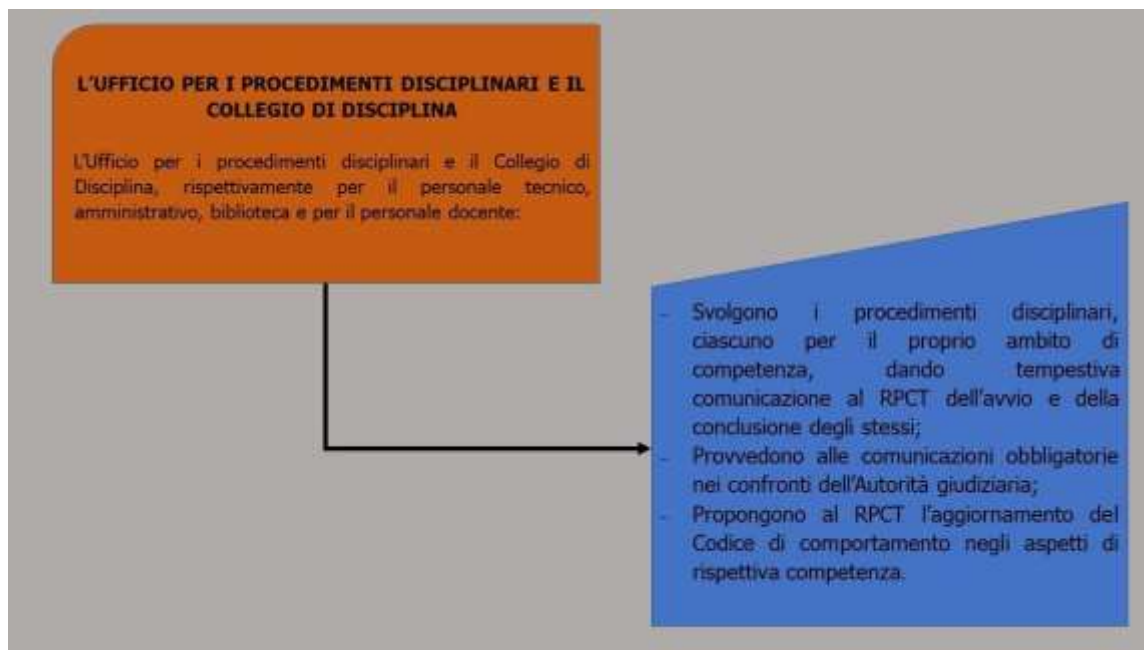 L'UFFICIO PER I PROCEDIMENTI DISCIPLINARI E IL
COLLEGIO DI DISCIPLINA
L'Ufficio per i procedimenti disciplinari e il Collegio di
Disciplina, rispettivamente per il personale tecnico,
amministrativo, biblioteca e per il personale docente:
- Svolgono i procedimenti disciplinari,
ciascuno per il proprio ambito di
competenza, dando tempestiva
comunicazione al RPCT dell'avvio e della
conclusione degli stessi;
- Provvedono alle comunicazioni obbligatorie
nei confronti dell'Autorità giudiziaria;
- Propongono al RPCT l'aggiornamento del
Codice di comportamento negli aspetti di
rispettiva competenza.